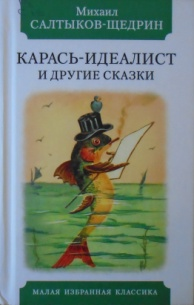 Михаил
САЛТЫКОВ-ЩЕДРИН
КАРАСЬ-ИДЕАЛИСТ
И ДРУГИЕ СКАЗКИ
МАЛАЯ ИЗБРАННАЯ КЛАССИКА